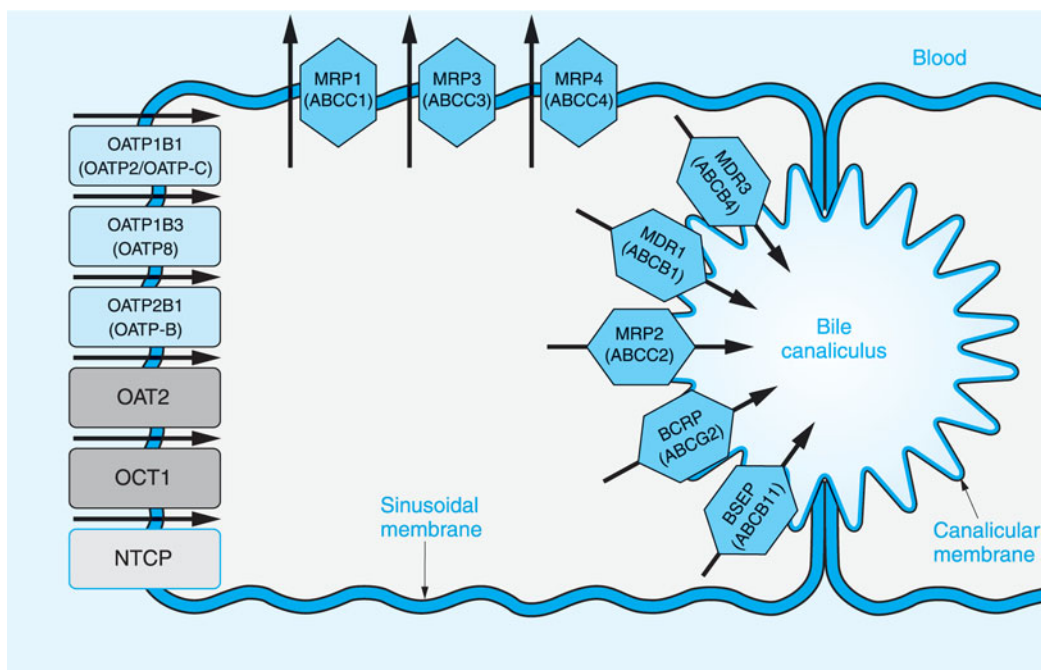 MRP1
(ABCC1)
MRP3
(ABCC3)
MRP4
(ABCC4)
Blood
OATP1B1
(OATP2/OATP-C)
OATP1B3
(OATP8)
OATP2B1
(OATP-B)
OAT2
OCT1
NTCP
MDR3
(ABCB4)
MDR1
(ABCB1)
MRP2
(ABCC2)
BCRP
(ABCG2)
BSEP
(ABCB11)
Bile
canaliculus
Sinusoidal
membrane
Canalicular
membrane